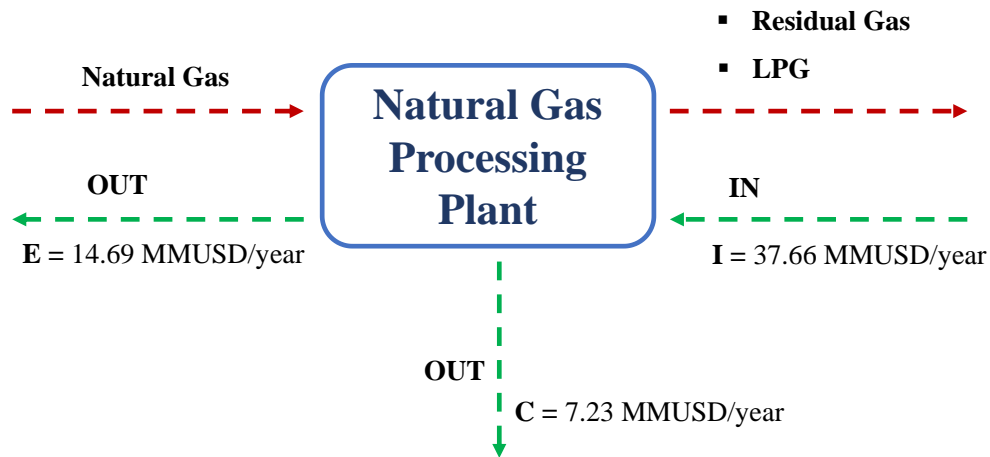 ▪ Residual Gas
▪ LPG
Natural Gas
Natural Gas
Processing
Plant
OUT
IN
E = 14.69 MMUSD/year
I = 37.66 MMUSD/year
OUT
C = 7.23 MMUSD/year